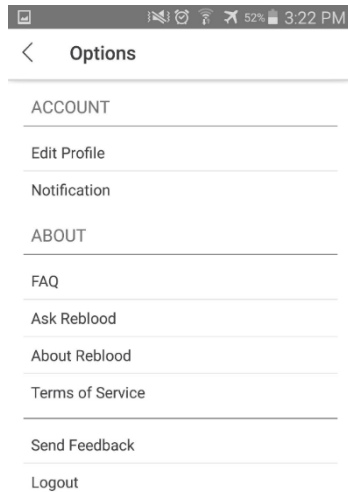 52% 3:22 PM
Options
ACCOUNT
Edit Profile
Notification
ABOUT
FAQ
Ask Reblood
About Reblood
Terms of Service
Send Feedback
Logout